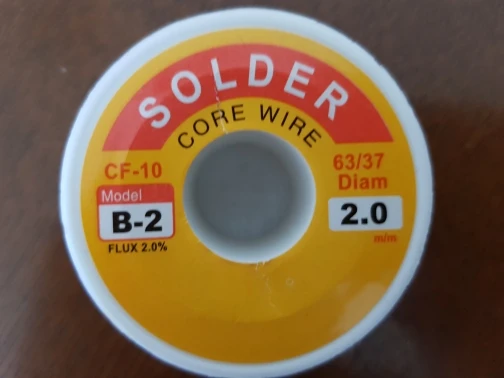 SOLDER
CORE WIRE
CF-10
Model
B-2
FLUX 2.0%
63/37
Diam
2.0
m/m